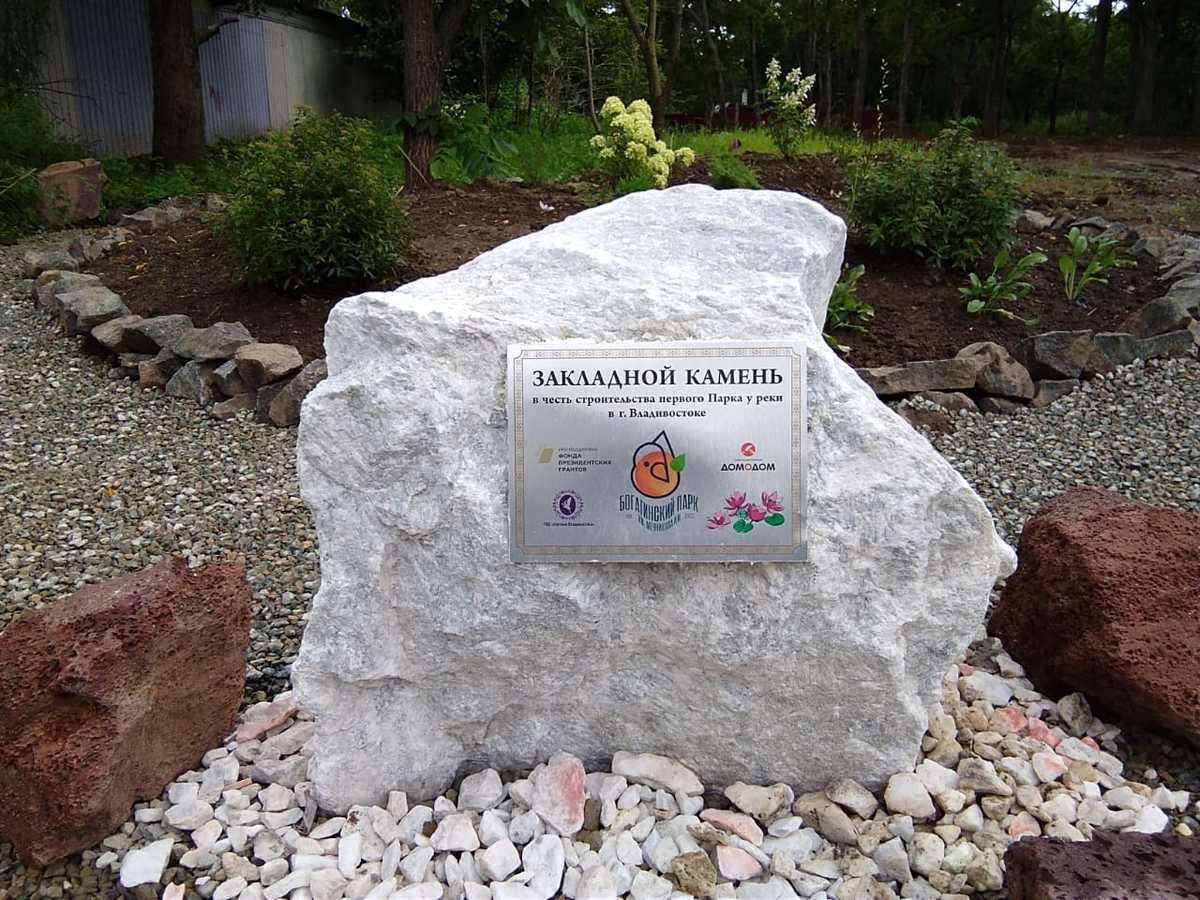 ЗАКЛАДНОЙ КАМЕНЬ
в честь строительства первого Парка у реки
в г. Владивостоке
ФОНДА
ПРЕЗИДЕНТСКИХ
ГРАНТОВ
ДОМОДОМ
БОГАТИНСКИЙ ПАРК